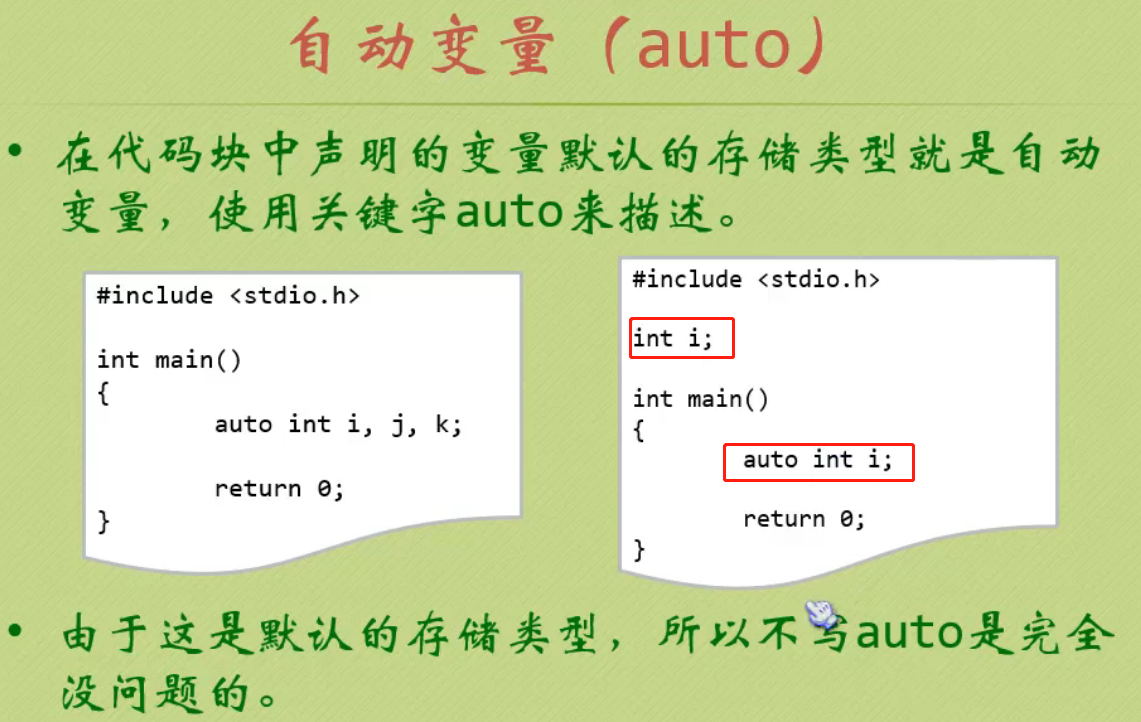 自动变量（auto）
• 在代码块中声明的变量默认的存储类型就是自动
变量，使用关键字auto来描述。
#include <stdio.h>
int main()
{
auto int i, j, k;
return 0;
}
#include <stdio.h>
int i;
int main()
{
auto int i;
return 0;
}
• 由于这是默认的存储类型，所以不写auto是完全
没问题的。